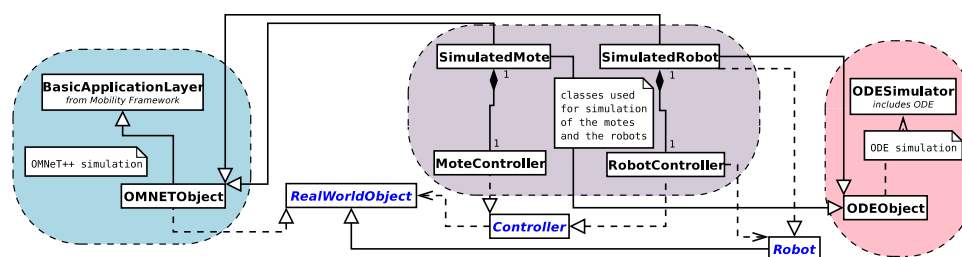 SimulatedMote
SimulatedRobot
1
1
BasicApplicationLayer
from Mobility Framework
classes used
for simulation
of the motes
and the robots
ODESimulator
includes ODE
OMNeT++ simulation
1
1
ODE simulation
MoteController
RobotController
OMNETObject
RealWorldObject
ODEObject
Controller
Robot